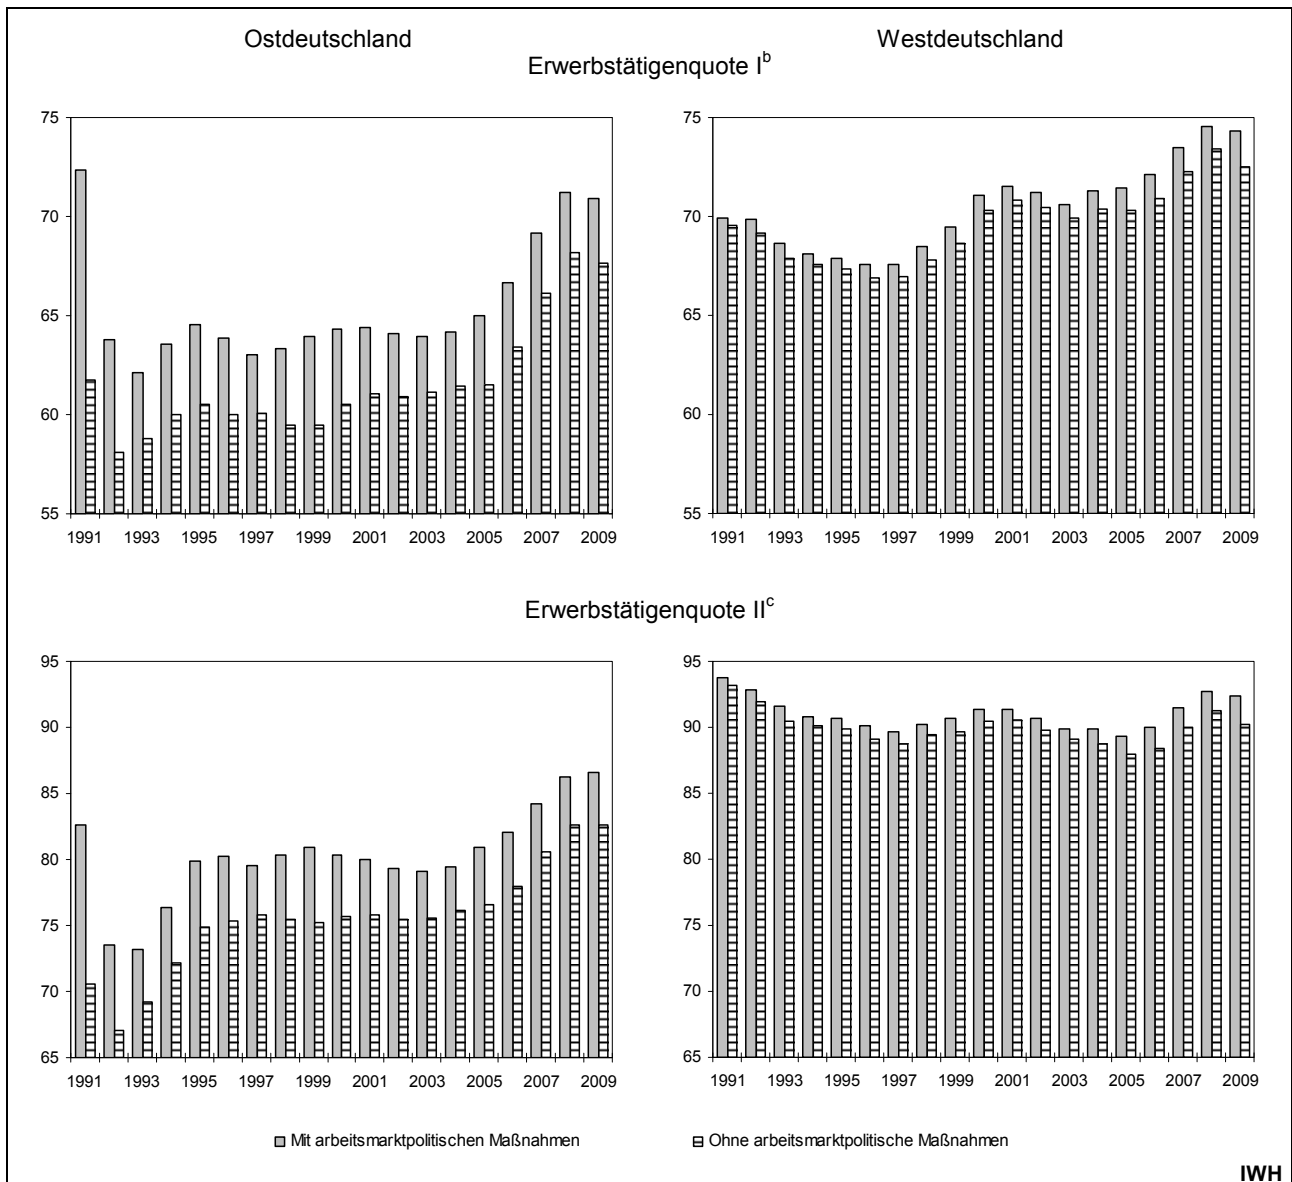 Ostdeutschland Westdeutschland
Erwerbstätigenquote I^b
75 75
70 70
65 65
60 60
55 55
1991 1993 1995 1997 1999 2001 2003 2005 2007 2009 1991 1993 1995 1997 1999 2001 2003 2005 2007 2009
Erwerbstätigenquote II^c
95 95
90 90
85 85
80 80
75 75
70 70
65 65
1991 1993 1995 1997 1999 2001 2003 2005 2007 2009 1991 1993 1995 1997 1999 2001 2003 2005 2007 2009
Mit arbeitsmarktpolitischen Maßnahmen Ohne arbeitsmarktpolitische Maßnahmen
IWH